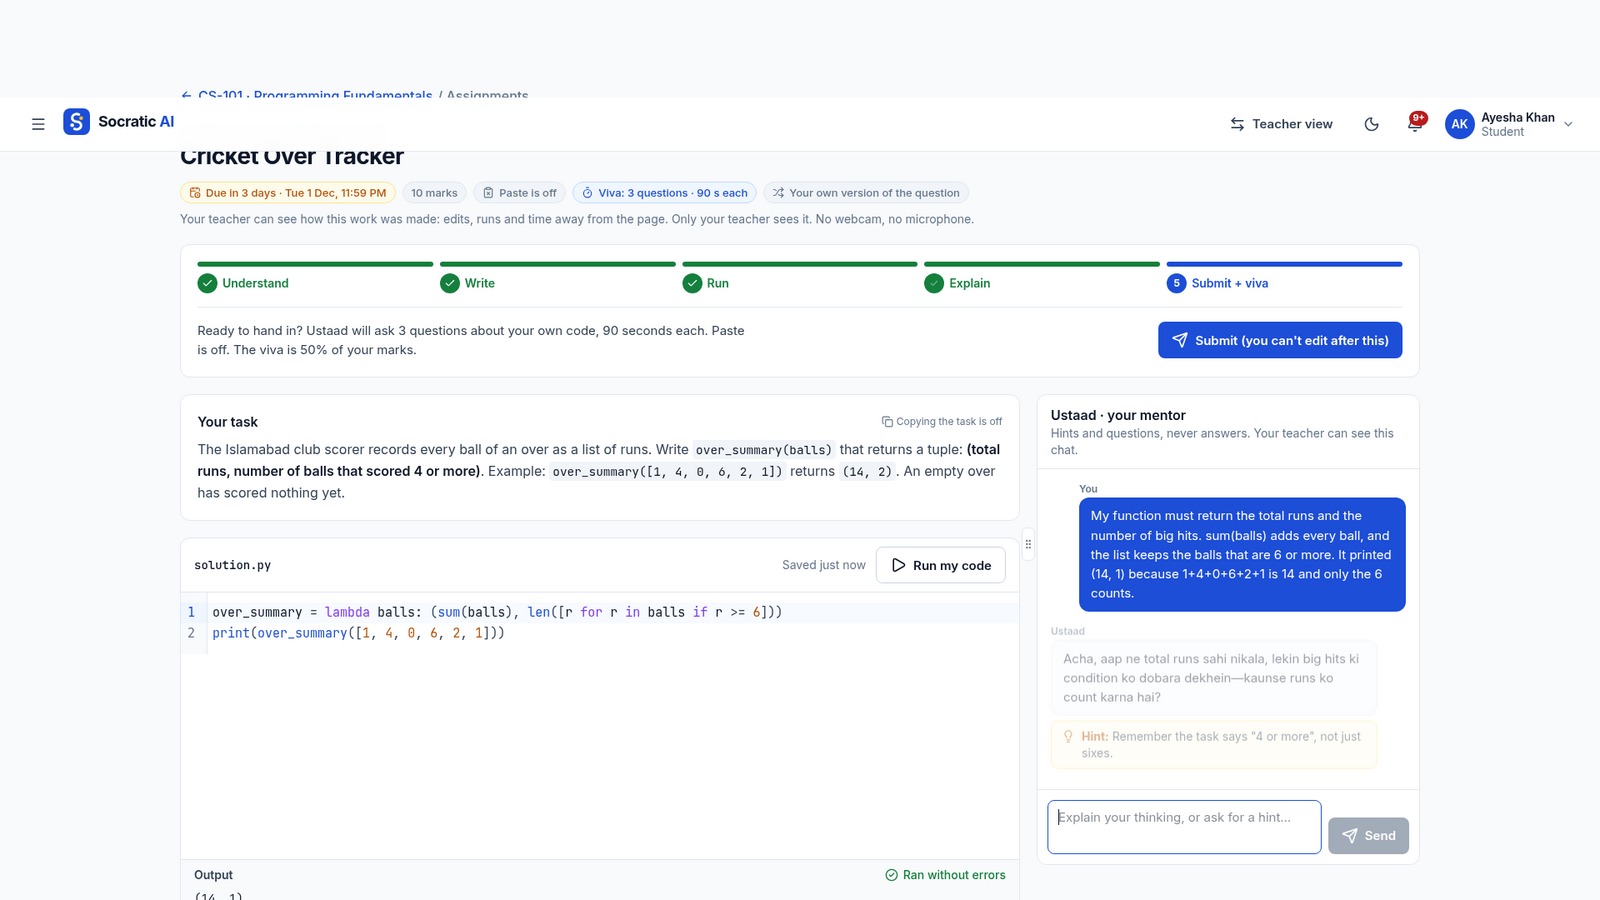 ← CS-101 · Programming Fundamentals / Assignments
Socratic AI
Teacher view
9+
AK
Ayesha Khan
Student
Cricket Over Tracker
Due in 3 days · Tue 1 Dec, 11:59 PM
10 marks
Paste is off
Viva: 3 questions · 90 s each
Your own version of the question
Your teacher can see how this work was made: edits, runs and time away from the page. Only your teacher sees it. No webcam, no microphone.
Understand
Write
Run
Explain
5 Submit + viva
Ready to hand in? Ustaad will ask 3 questions about your own code, 90 seconds each. Paste
is off. The viva is 50% of your marks.
Submit (you can't edit after this)
Your task
Copying the task is off
The Islamabad club scorer records every ball of an over as a list of runs. Write over_summary(balls) that returns a tuple: (total
runs, number of balls that scored 4 or more). Example: over_summary([1, 4, 0, 6, 2, 1]) returns (14, 2). An empty over
has scored nothing yet.
solution.py
Saved just now
Run my code
1 over_summary = lambda balls: (sum(balls), len([r for r in balls if r >= 6]))
2 print(over_summary([1, 4, 0, 6, 2, 1]))
Output
Ran without errors
(14, 1)
Ustaad · your mentor
Hints and questions, never answers. Your teacher can see this
chat.
You
My function must return the total runs and the
number of big hits. sum(balls) adds every ball, and
the list keeps the balls that are 6 or more. It printed
(14, 1) because 1+4+0+6+2+1 is 14 and only the 6
counts.
Ustaad
Acha, aap ne total runs sahi nikala, lekin big hits ki
condition ko dobara dekhein—kaunse runs ko
count karna hai?
Hint: Remember the task says "4 or more", not just
sixes.
Explain your thinking, or ask for a hint...
Send